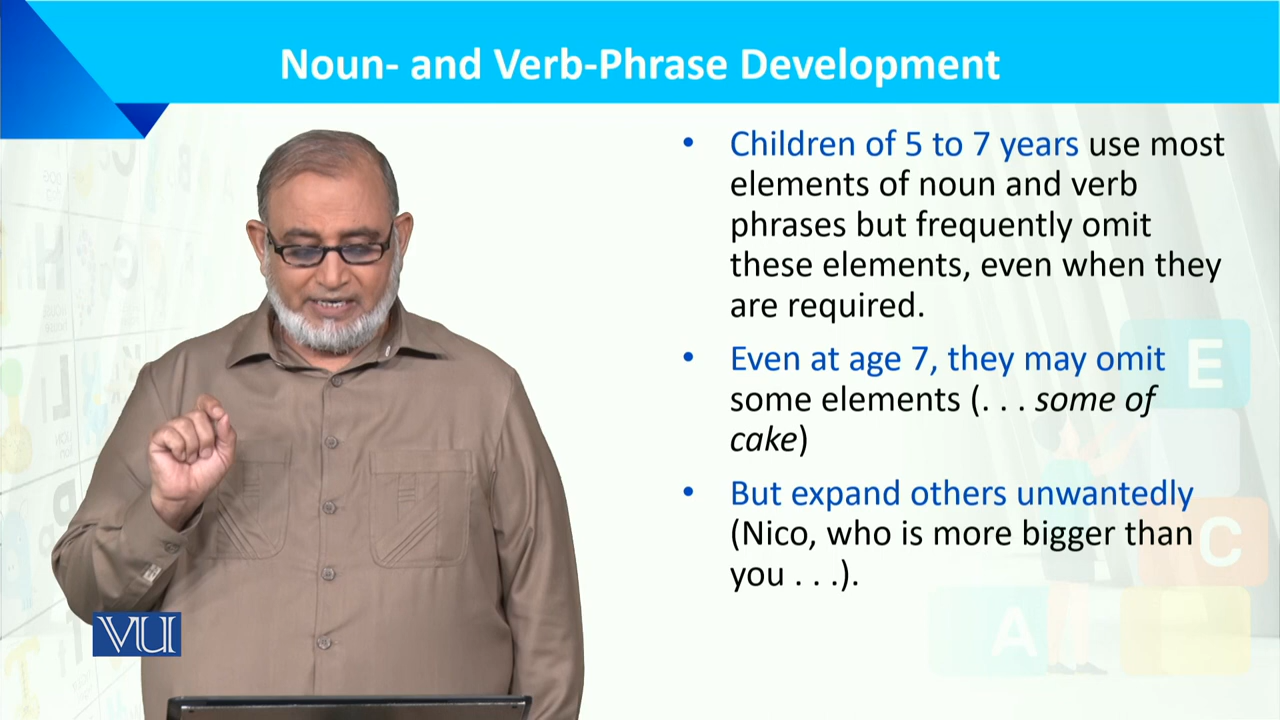 Noun- and Verb-Phrase Development
• Children of 5 to 7 years use most
elements of noun and verb
phrases but frequently omit
these elements, even when they
are required.
• Even at age 7, they may omit
some elements (. . . some of
cake)
• But expand others unwantedly
(Nico, who is more bigger than
you . . .).
VUI
E
C
A